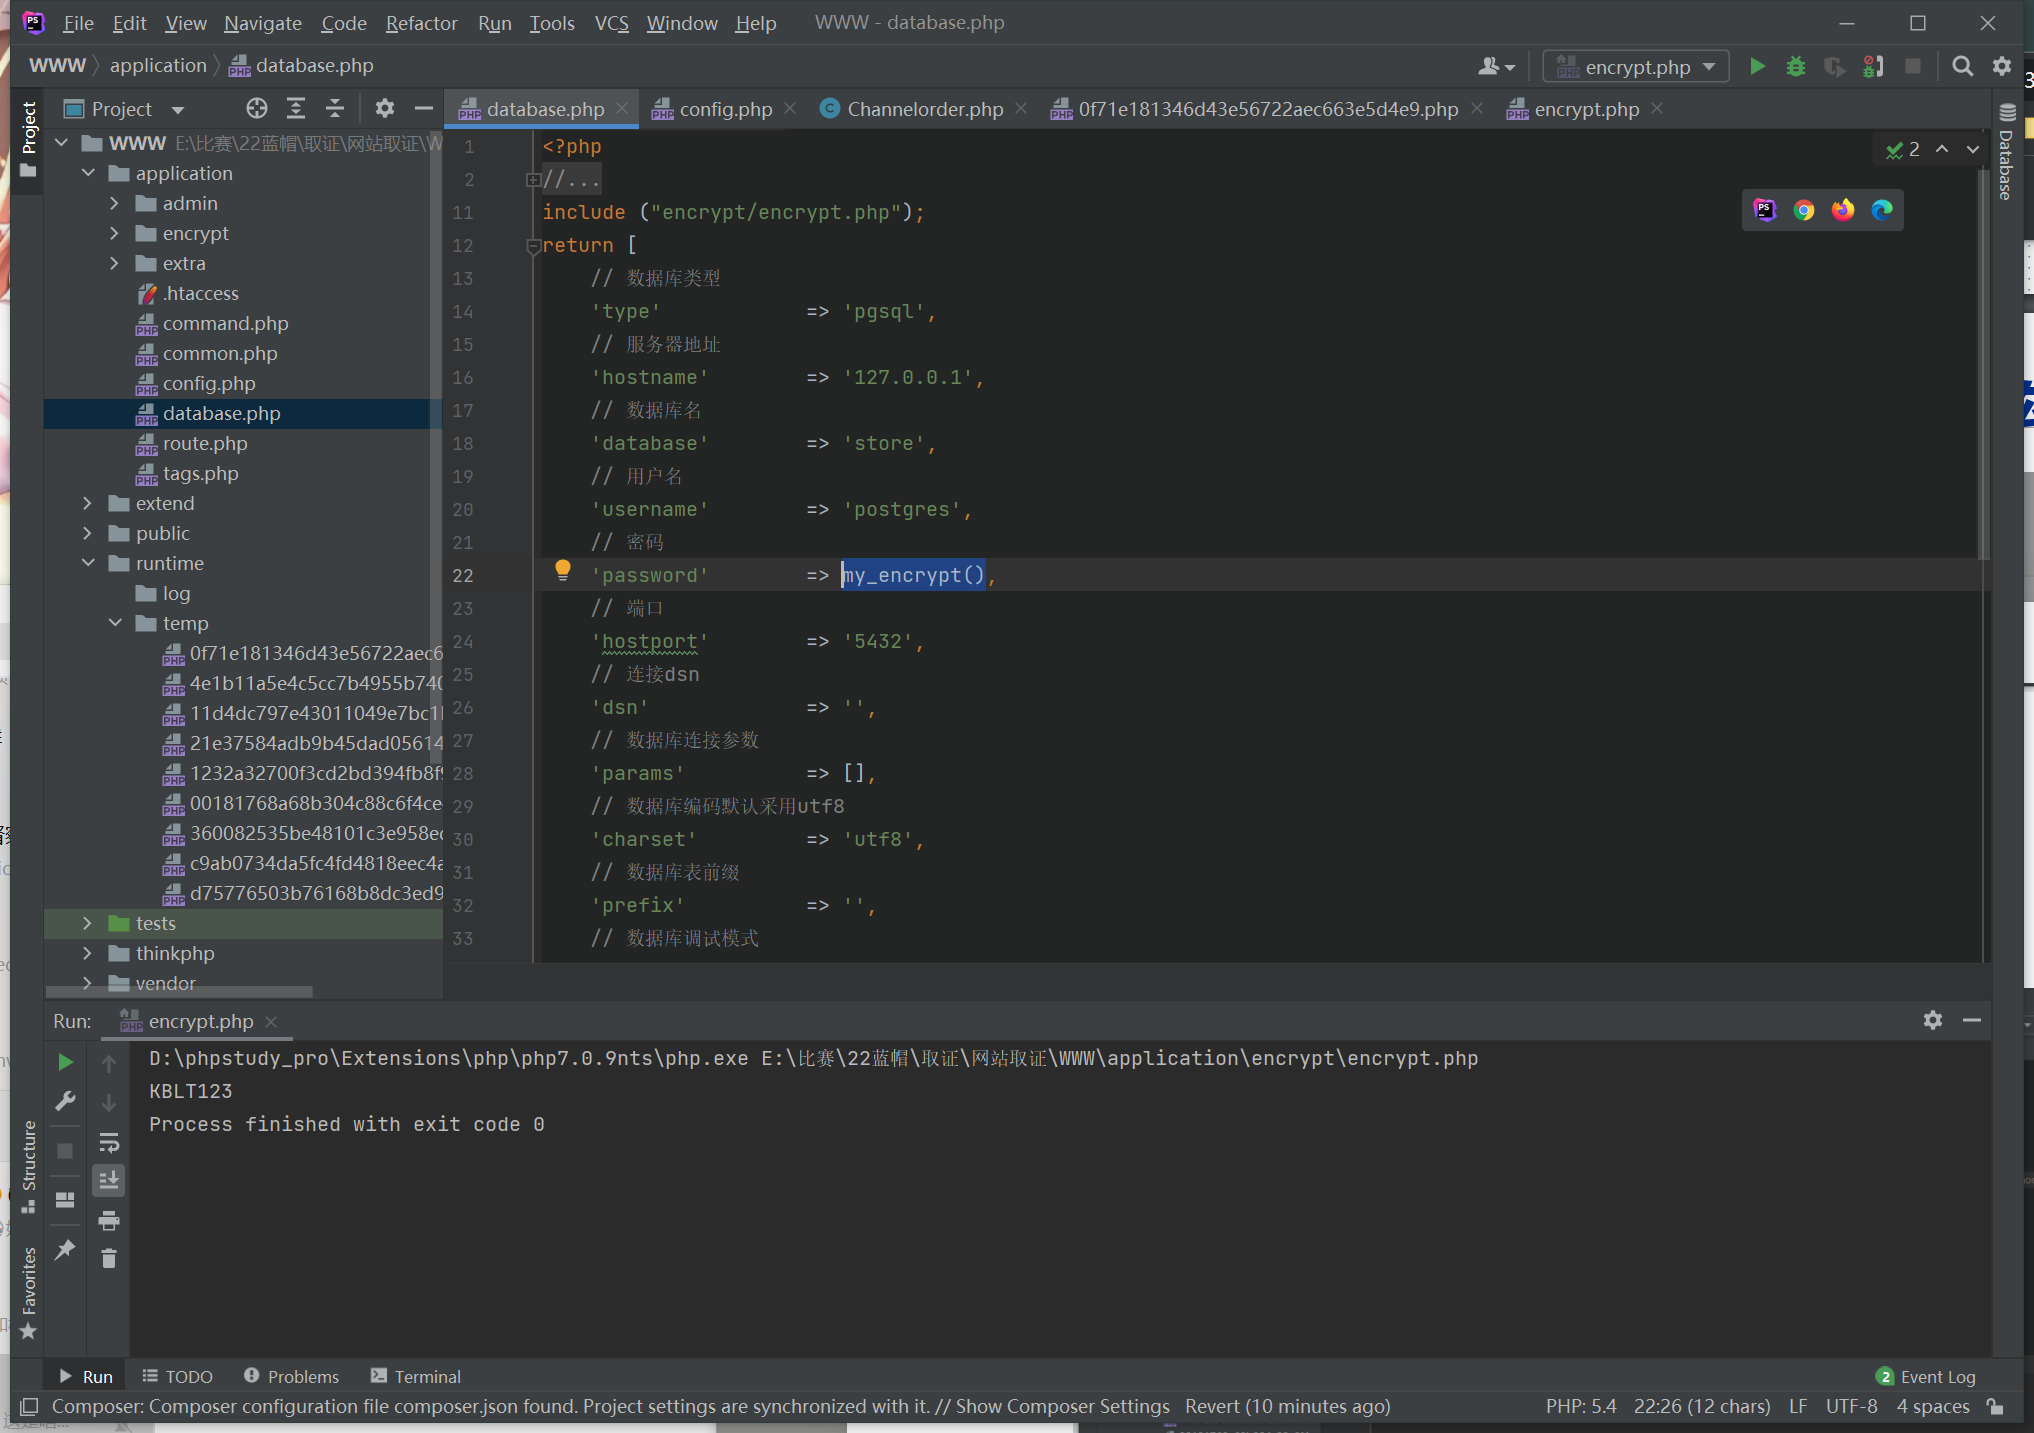 File Edit View Navigate Code Refactor Run Tools VCS Window Help WWW - database.php
WWW application database.php encrypt.php
Project
database.php config.php Channelorder.php 0f71e181346d43e56722aec663e5d4e9.php encrypt.php
Project
Database
Structure
Favorites
WWW E:\比赛\22蓝帽\取证\网站取证\W
application
admin
encrypt
extra
.htaccess
command.php
common.php
config.php
database.php
route.php
tags.php
extend
public
runtime
log
temp
0f71e181346d43e56722aec6
4e1b11a5e4c5cc7b4955b740
11d4dc797e43011049e7bc1
21e37584adb9b45dad05614
1232a32700f3cd2bd394fb8f9
00181768a68b304c88c6f4ce
360082535be48101c3e958ec
c9ab0734da5fc4fd4818eec4a
d75776503b76168b8dc3ed9
tests
thinkphp
vendor
2
1 <?php
2 //...
11 include ("encrypt/encrypt.php");
12 return [
13 // 数据库类型
14 'type' => 'pgsql',
15 // 服务器地址
16 'hostname' => '127.0.0.1',
17 // 数据库名
18 'database' => 'store',
19 // 用户名
20 'username' => 'postgres',
21 // 密码
22 'password' => my_encrypt(),
23 // 端口
24 'hostport' => '5432',
25 // 连接dsn
26 'dsn' => '',
27 // 数据库连接参数
28 'params' => [],
29 // 数据库编码默认采用utf8
30 'charset' => 'utf8',
31 // 数据库表前缀
32 'prefix' => '',
33 // 数据库调试模式
Run: encrypt.php
D:\phpstudy_pro\Extensions\php\php7.0.9nts\php.exe E:\比赛\22蓝帽\取证\网站取证\WWW\application\encrypt\encrypt.php
KBLT123
Process finished with exit code 0
Run TODO Problems Terminal 2 Event Log
Composer: Composer configuration file composer.json found. Project settings are synchronized with it. // Show Composer Settings Revert (10 minutes ago) PHP: 5.4 22:26 (12 chars) LF UTF-8 4 spaces